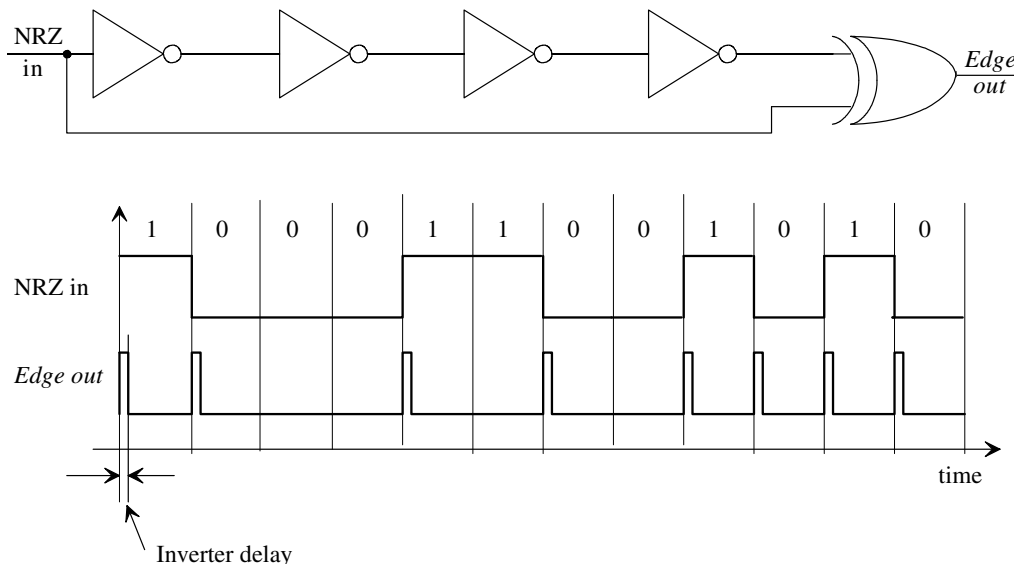 NRZ
in
Edge
out
1 0 0 0 1 1 0 0 1 0 1 0
NRZ in
Edge out
time
Inverter delay